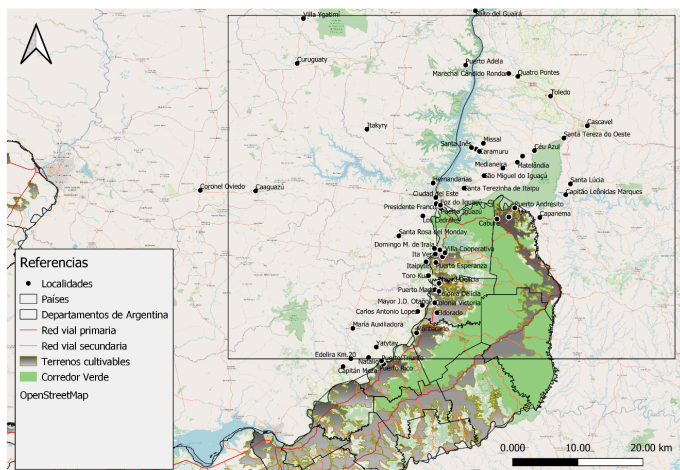 Villa Ygatimí
Salto del Guairá
Curuguaty
Puerto Adela
Marechal Cândido Rondon
Quatro Pontes
Toledo
Cascavel
Itakyry
Santa Tereza do Oeste
Missal
Santa Inês
Itaramuru
Céu Azul
Medianeira
Matelândia
São Miguel do Iguaçú
Hernandarias
Santa Lúcia
Coronel Oviedo
Caaguazú
Santa Terezinha de Itaipu
Capitão Leônidas Marques
Ciudad del Este
Foz do Iguaçu
Presidente Franco
Puerto Iguazú
Puerto Andresito
Los Cedrales
Caburé
Capanema
Santa Rosa del Monday
Domingo M. de Irala
Villa Cooperativa
Ita Verá
Itaipyte
Puerto Esperanza
Toro Kua
Puerto Mado
Colonia Delicia
Mayor J.D. Otaño
Colonia Victoria
Carlos Antonio López
Eldorado
María Auxiliadora
Montecarlo
Yatytay
Edelira Km.20
Natalio
Puerto Triunfo
Capitán Meza
Puerto Rico
Referencias
Localidades
Países
Departamentos de Argentina
Red vial primaria
Red vial secundaria
Terrenos cultivables
Corredor Verde
OpenStreetMap
0.000 10.00 20.00 Km